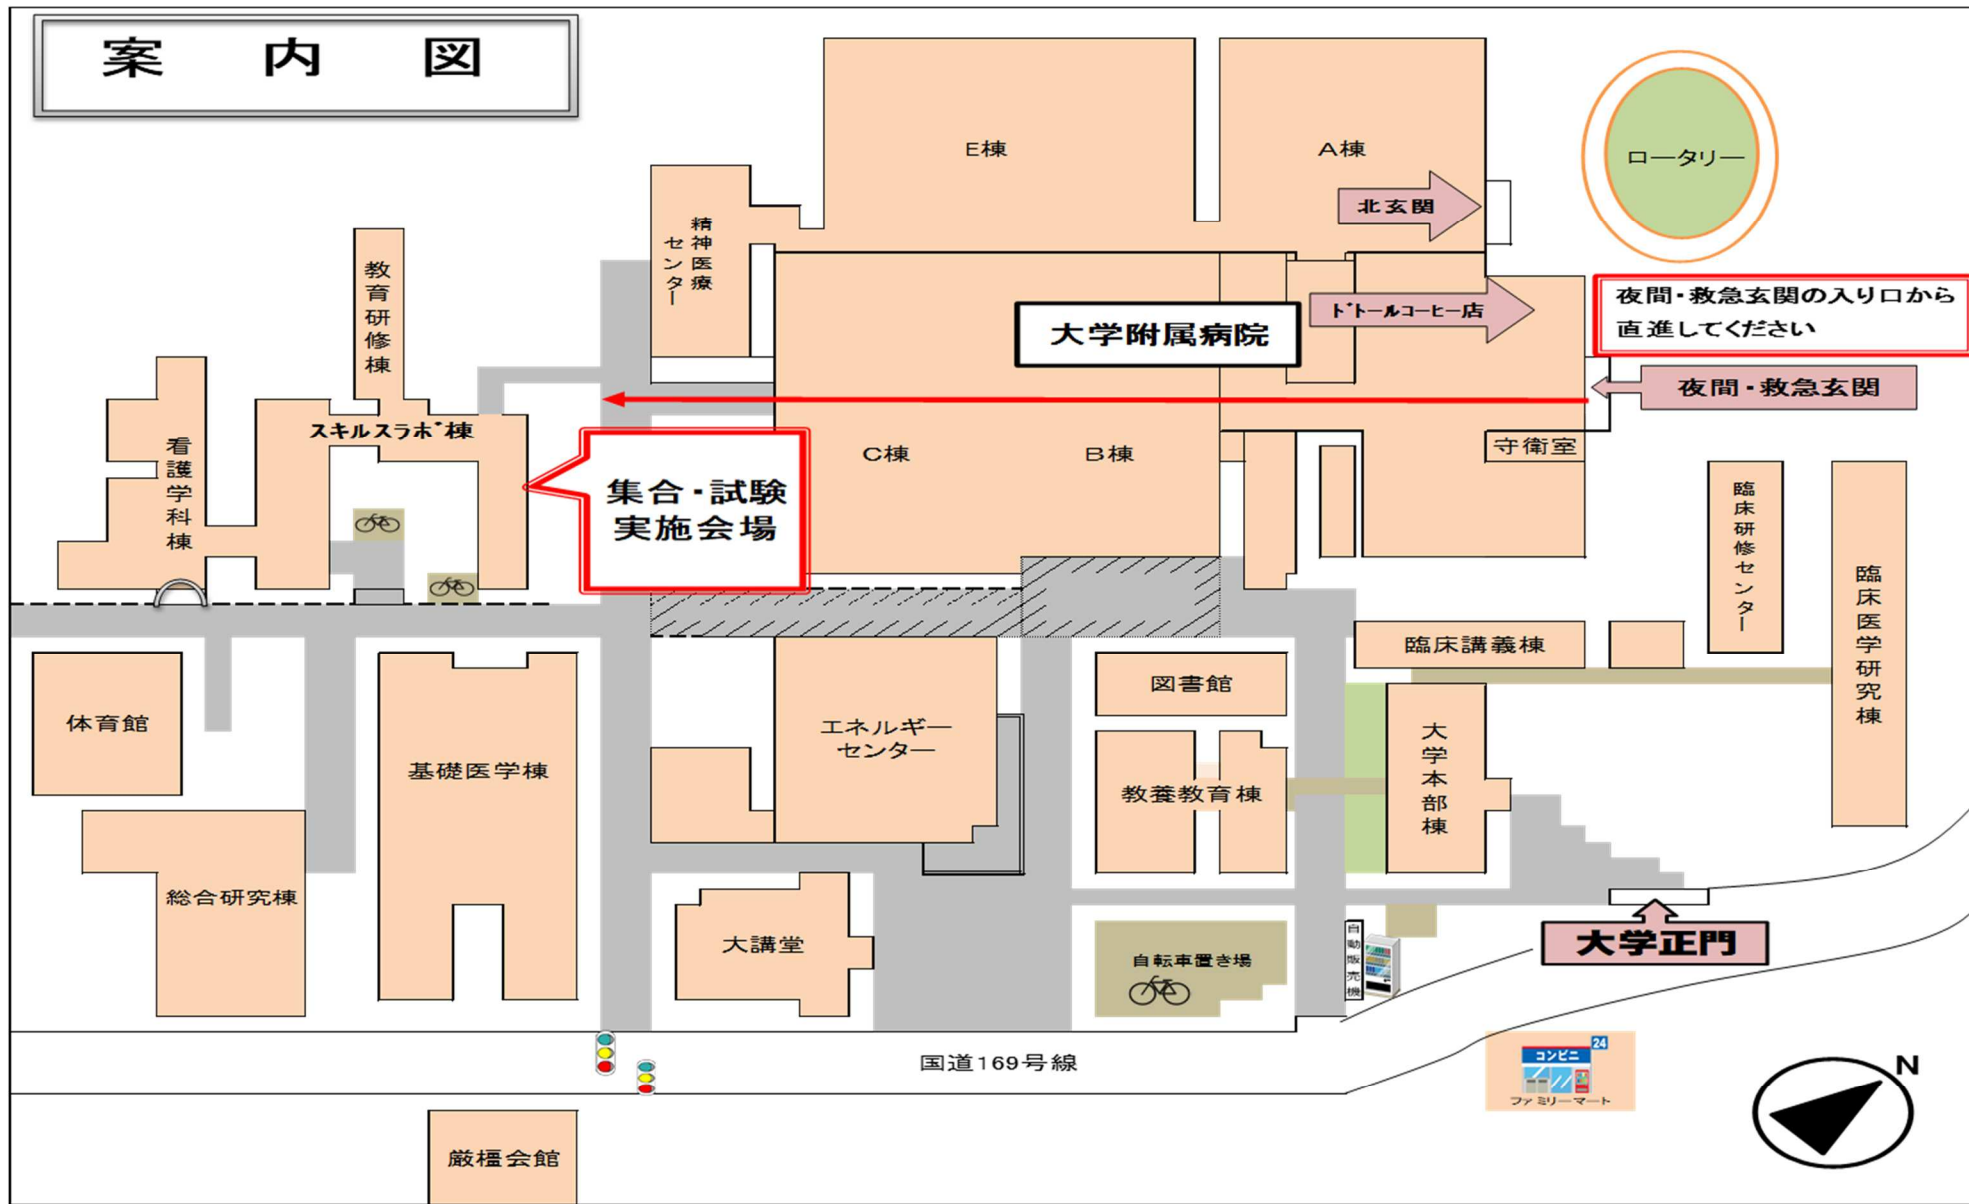 案 内 図
E棟
A棟
ロータリー
北玄関
精神医療
センター
教育研修棟
ドトールコーヒー店
夜間・救急玄関の入り口から
直進してください
大学附属病院
夜間・救急玄関
スキルスラボ棟
看護学科棟
C棟
B棟
守衛室
集合・試験
実施会場
臨床研修センター
臨床医学研究棟
臨床講義棟
図書館
体育館
エネルギー
センター
基礎医学棟
教養教育棟
大学本部棟
総合研究棟
大講堂
自転車置き場
自動販売機
大学正門
国道169号線
24
コンビニ
ファミリーマート
N
厳橿会館